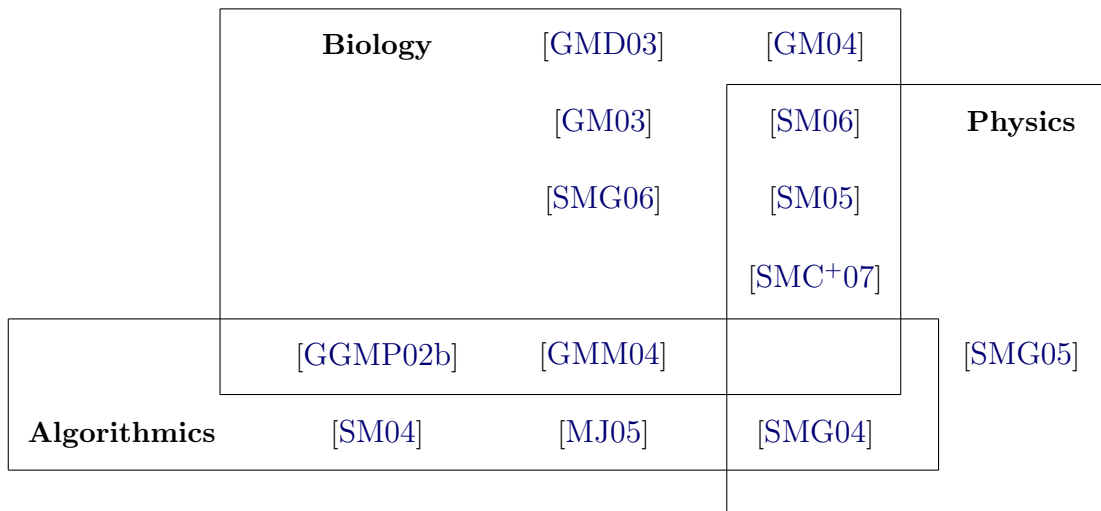 Biology [GMD03] [GM04]
[GM03] [SM06] Physics
[SMG06] [SM05]
[SMC+07]
[GGMP02b] [GMM04] [SMG05]
Algorithmics [SM04] [MJ05] [SMG04]